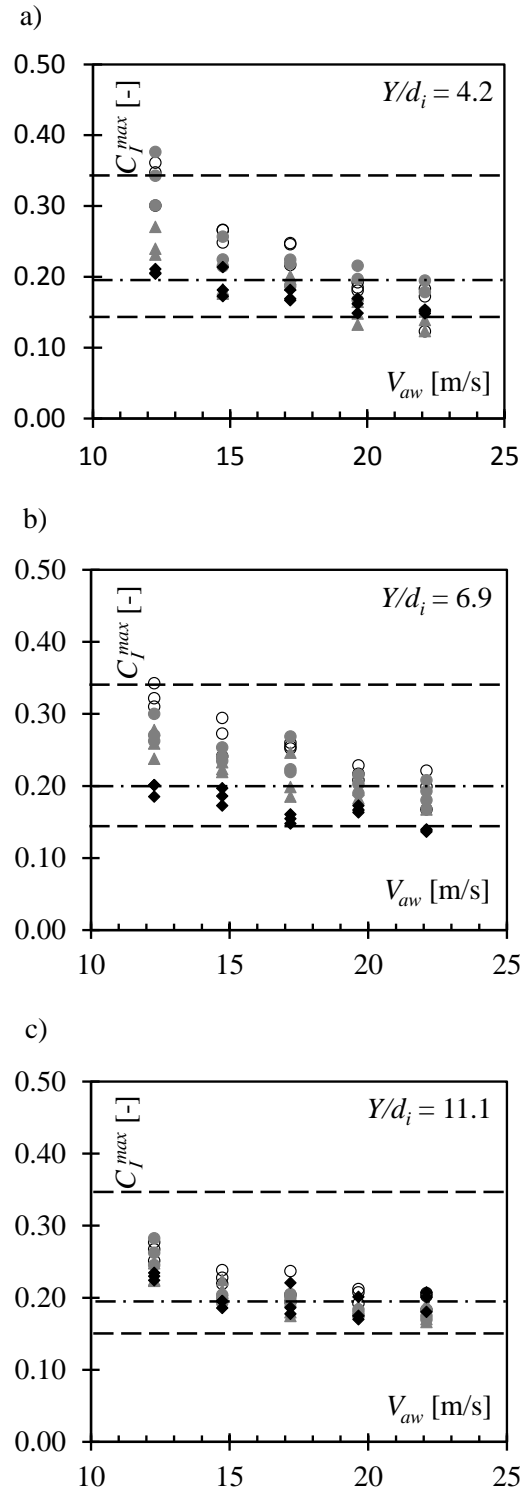 a)
0.50
0.40
0.30
0.20
0.10
0.00
C_I^max [-]
Y/d_i = 4.2
V_aw [m/s]
10 15 20 25
b)
0.50
0.40
0.30
0.20
0.10
0.00
C_I^max [-]
Y/d_i = 6.9
V_aw [m/s]
10 15 20 25
c)
0.50
0.40
0.30
0.20
0.10
0.00
C_I^max [-]
Y/d_i = 11.1
V_aw [m/s]
10 15 20 25